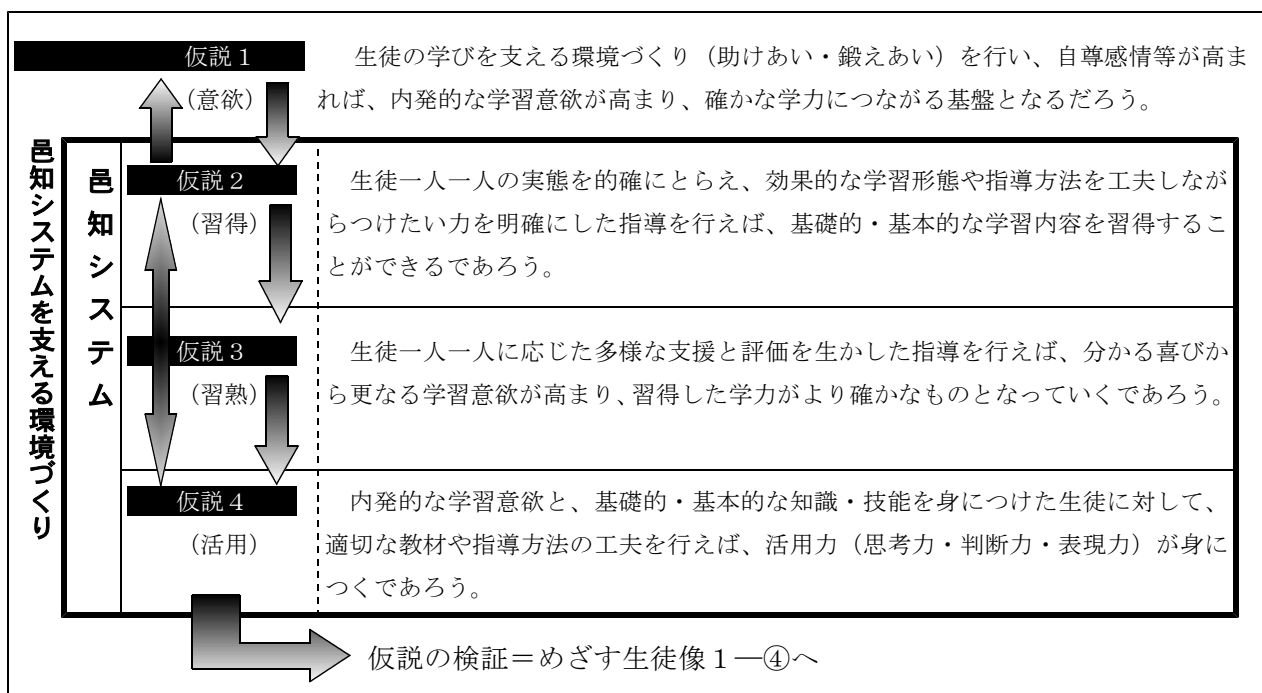 仮説１
生徒の学びを支える環境づくり（助けあい・鍛えあい）を行い、自尊感情等が高ま
（意欲）
れば、内発的な学習意欲が高まり、確かな学力につながる基盤となるだろう。
邑知システムを支える環境づくり
邑知システム
仮説２
（習得）
生徒一人一人の実態を的確にとらえ、効果的な学習形態や指導方法を工夫しなが
らつけたい力を明確にした指導を行えば、基礎的・基本的な学習内容を習得するこ
とができるであろう。
仮説３
（習熟）
生徒一人一人に応じた多様な支援と評価を生かした指導を行えば、分かる喜びか
ら更なる学習意欲が高まり、習得した学力がより確かなものとなっていくであろう。
仮説４
（活用）
内発的な学習意欲と、基礎的・基本的な知識・技能を身につけた生徒に対して、
適切な教材や指導方法の工夫を行えば、活用力（思考力・判断力・表現力）が身に
つくであろう。
仮説の検証＝めざす生徒像１―④へ